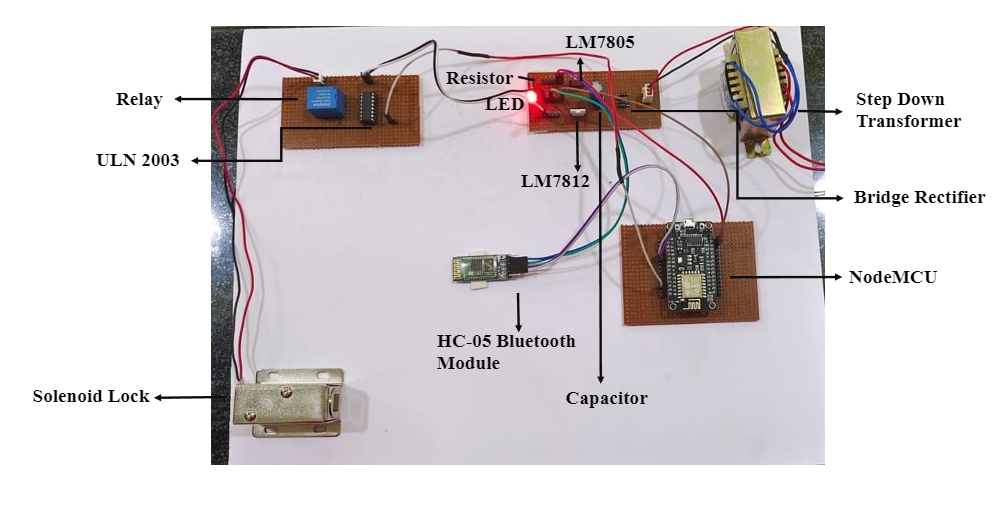 LM7805
Resistor
LED
Relay
Step Down
Transformer
ULN 2003
LM7812
Bridge Rectifier
NodeMCU
HC-05 Bluetooth
Module
Solenoid Lock
Capacitor